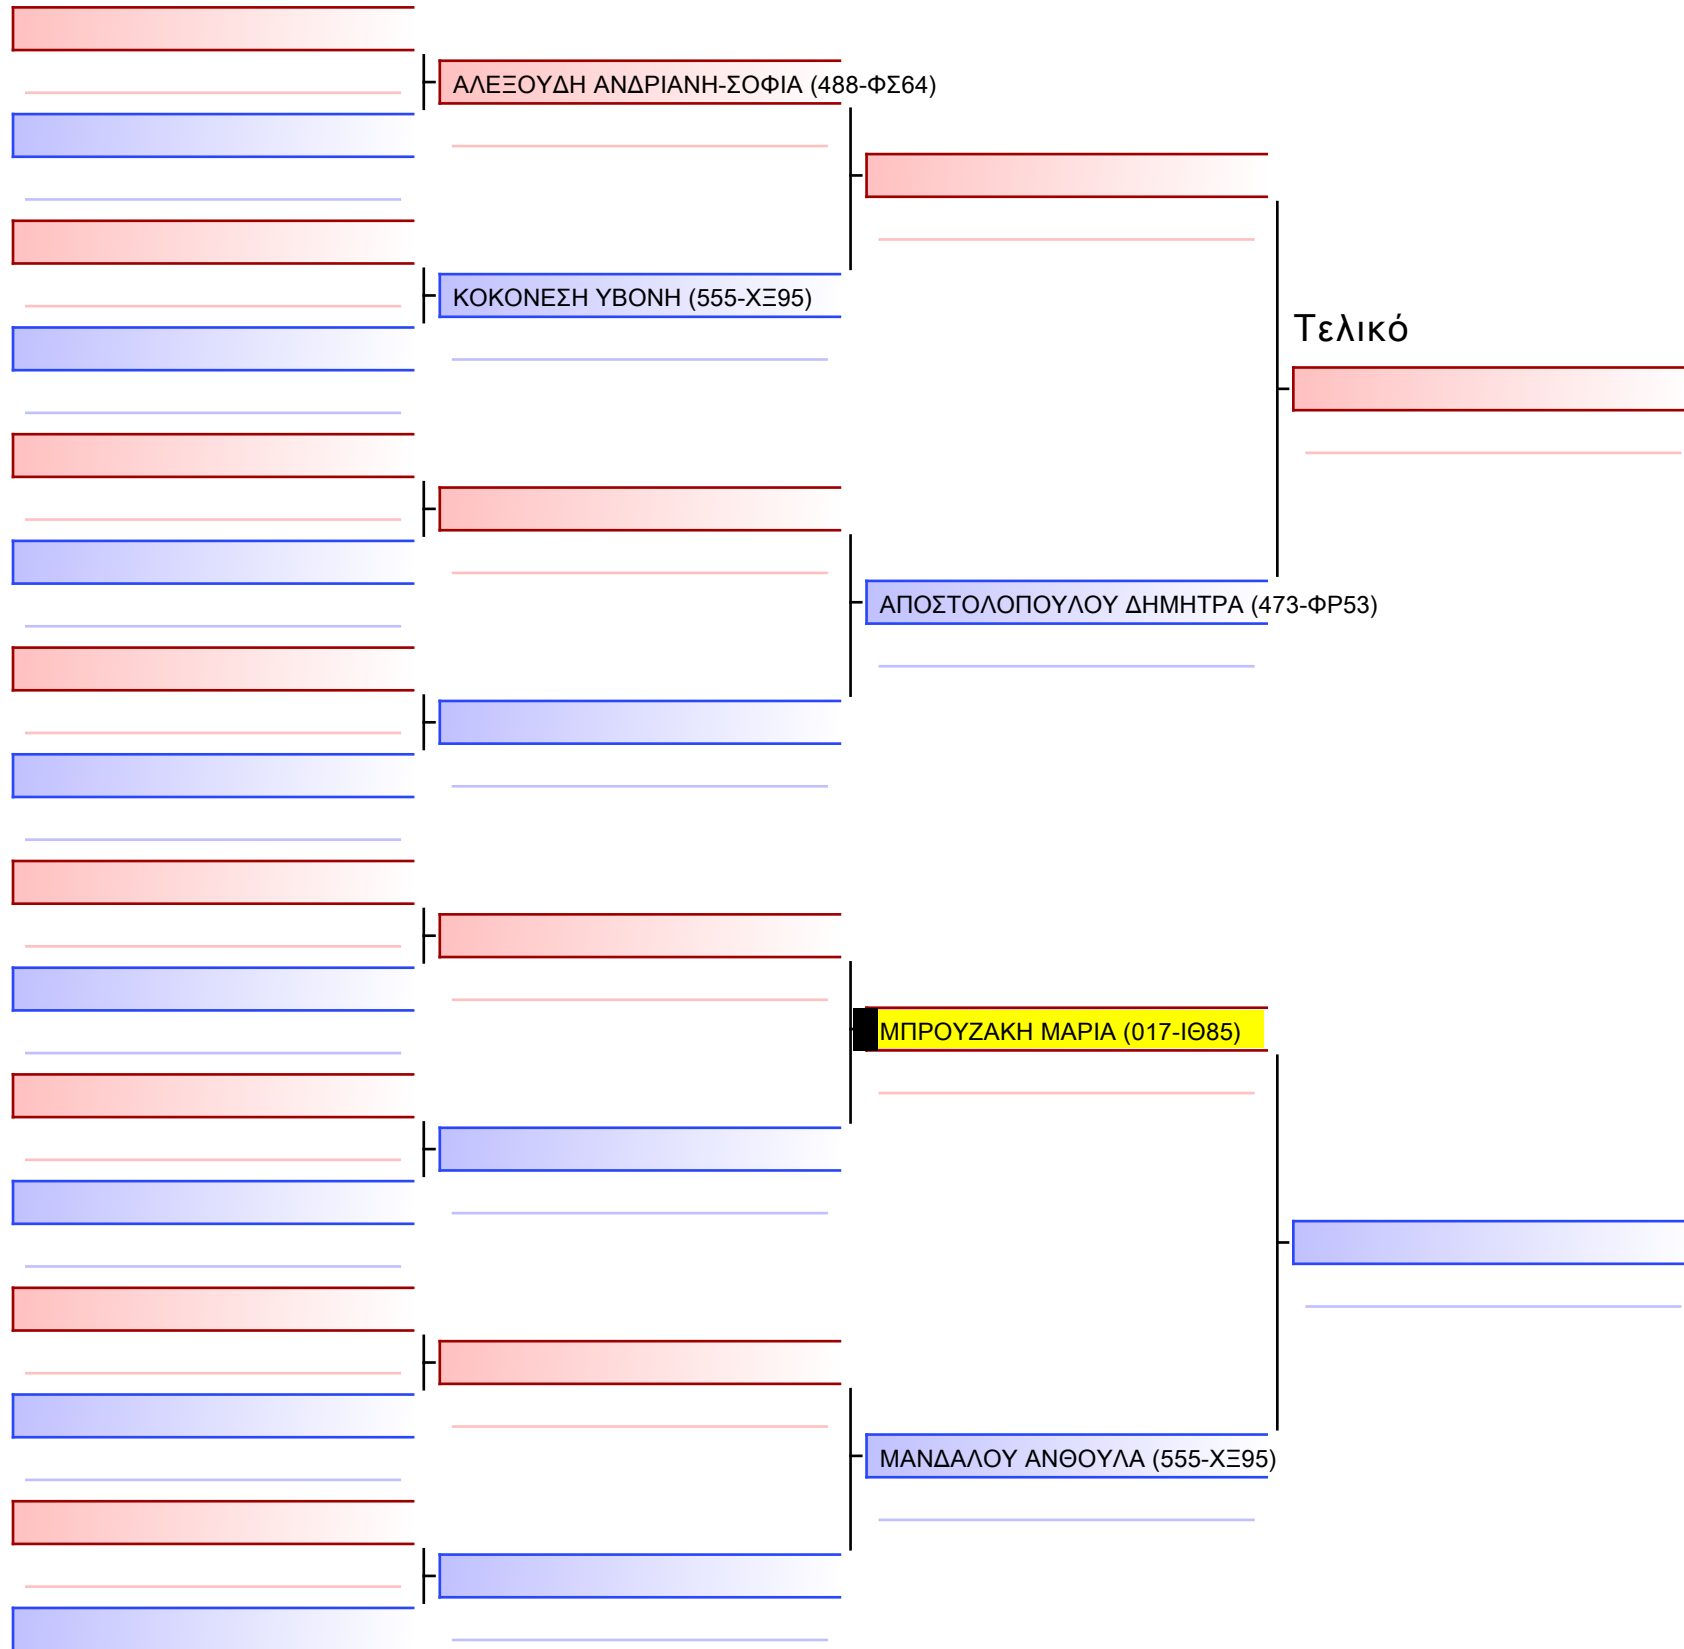 ΑΛΕΞΟΥΔΗ ΑΝΔΡΙΑΝΗ-ΣΟΦΙΑ (488-ΦΣ64)
ΚΟΚΟΝΕΣΗ ΥΒΟΝΗ (555-ΧΞ95)
Τελικό
ΑΠΟΣΤΟΛΟΠΟΥΛΟΥ ΔΗΜΗΤΡΑ (473-ΦΡ53)
ΜΠΡΟΥΖΑΚΗ ΜΑΡΙΑ (017-ΙΘ85)
ΜΑΝΔΑΛΟΥ ΑΝΘΟΥΛΑ (555-ΧΞ95)